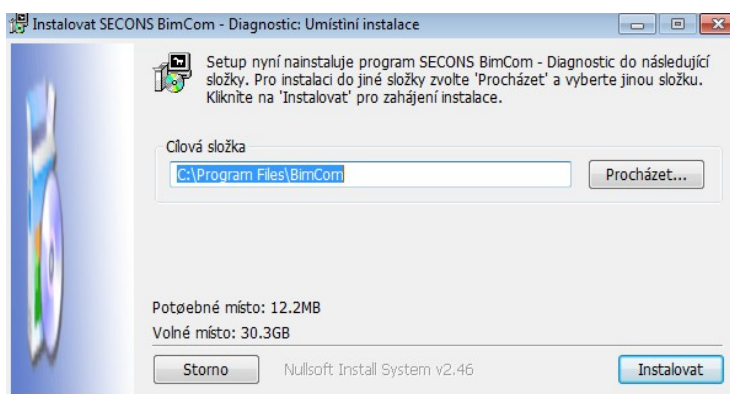 Instalovat SECONS BimCom - Diagnostic: Umístìní instalace
Setup nyní nainstaluje program SECONS BimCom - Diagnostic do následující
složky. Pro instalaci do jiné složky zvolte 'Procházet' a vyberte jinou složku.
Kliknìte na 'Instalovat' pro zahájení instalace.
Cílová složka
C:\Program Files\BimCom
Procházet...
Potøebné místo: 12.2MB
Volné místo: 30.3GB
Storno
Nullsoft Install System v2.46
Instalovat